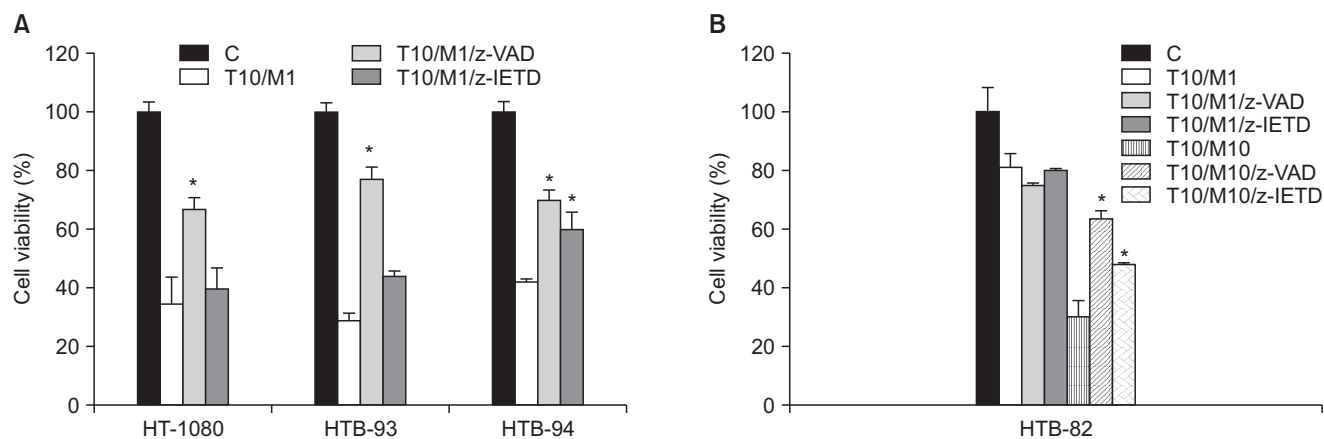 A
Cell viability (%)
120
100
80
60
40
20
0
C
T10/M1
T10/M1/z-VAD
T10/M1/z-IETD
*
*
*
*
HT-1080
HTB-93
HTB-94
B
Cell viability (%)
120
100
80
60
40
20
0
C
T10/M1
T10/M1/z-VAD
T10/M1/z-IETD
T10/M10
T10/M10/z-VAD
T10/M10/z-IETD
*
*
HTB-82